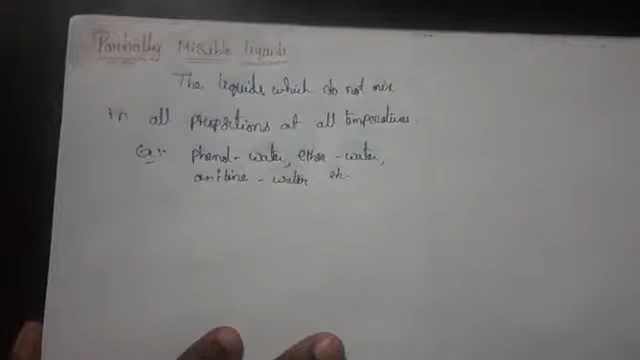 Partially Missible liquids
The liquids which do not mix
in all proportions at all temperatures
Ex:- phenol - water, ether - water,
aniline - water etc.